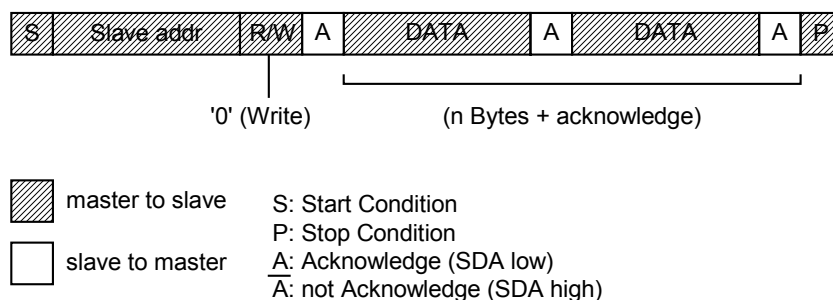 S Slave addr R/W A DATA A DATA A P
'0' (Write) (n Bytes + acknowledge)
master to slave
S: Start Condition
P: Stop Condition
slave to master
A: Acknowledge (SDA low)
A̅: not Acknowledge (SDA high)